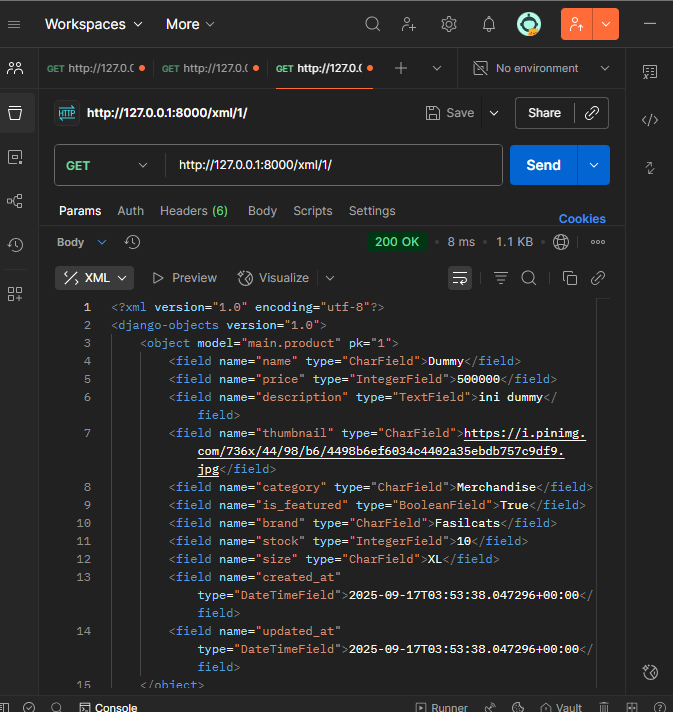 Workspaces More
GET http://127.0.0 GET http://127.0.0 GET http://127.0. No environment
HTTP http://127.0.0.1:8000/xml/1/ Save Share
GET http://127.0.0.1:8000/xml/1/ Send
Params Auth Headers (6) Body Scripts Settings
Cookies
Body 200 OK • 8 ms • 1.1 KB
XML Preview Visualize
1 <?xml version="1.0" encoding="utf-8"?>
2 <django-objects version="1.0">
3 <object model="main.product" pk="1">
4 <field name="name" type="CharField">Dummy</field>
5 <field name="price" type="IntegerField">500000</field>
6 <field name="description" type="TextField">ini dummy</
field>
7 <field name="thumbnail" type="CharField">https://i.pinimg.
com/736x/44/98/b6/4498b6ef6034c4402a35ebdb757c9df9.
jpg</field>
8 <field name="category" type="CharField">Merchandise</field>
9 <field name="is_featured" type="BooleanField">True</field>
10 <field name="brand" type="CharField">Fasilcats</field>
11 <field name="stock" type="IntegerField">10</field>
12 <field name="size" type="CharField">XL</field>
13 <field name="created_at"
type="DateTimeField">2025-09-17T03:53:38.047296+00:00</
field>
14 <field name="updated_at"
type="DateTimeField">2025-09-17T03:53:38.047296+00:00</
field>
15 </object>
Console Runner Vault